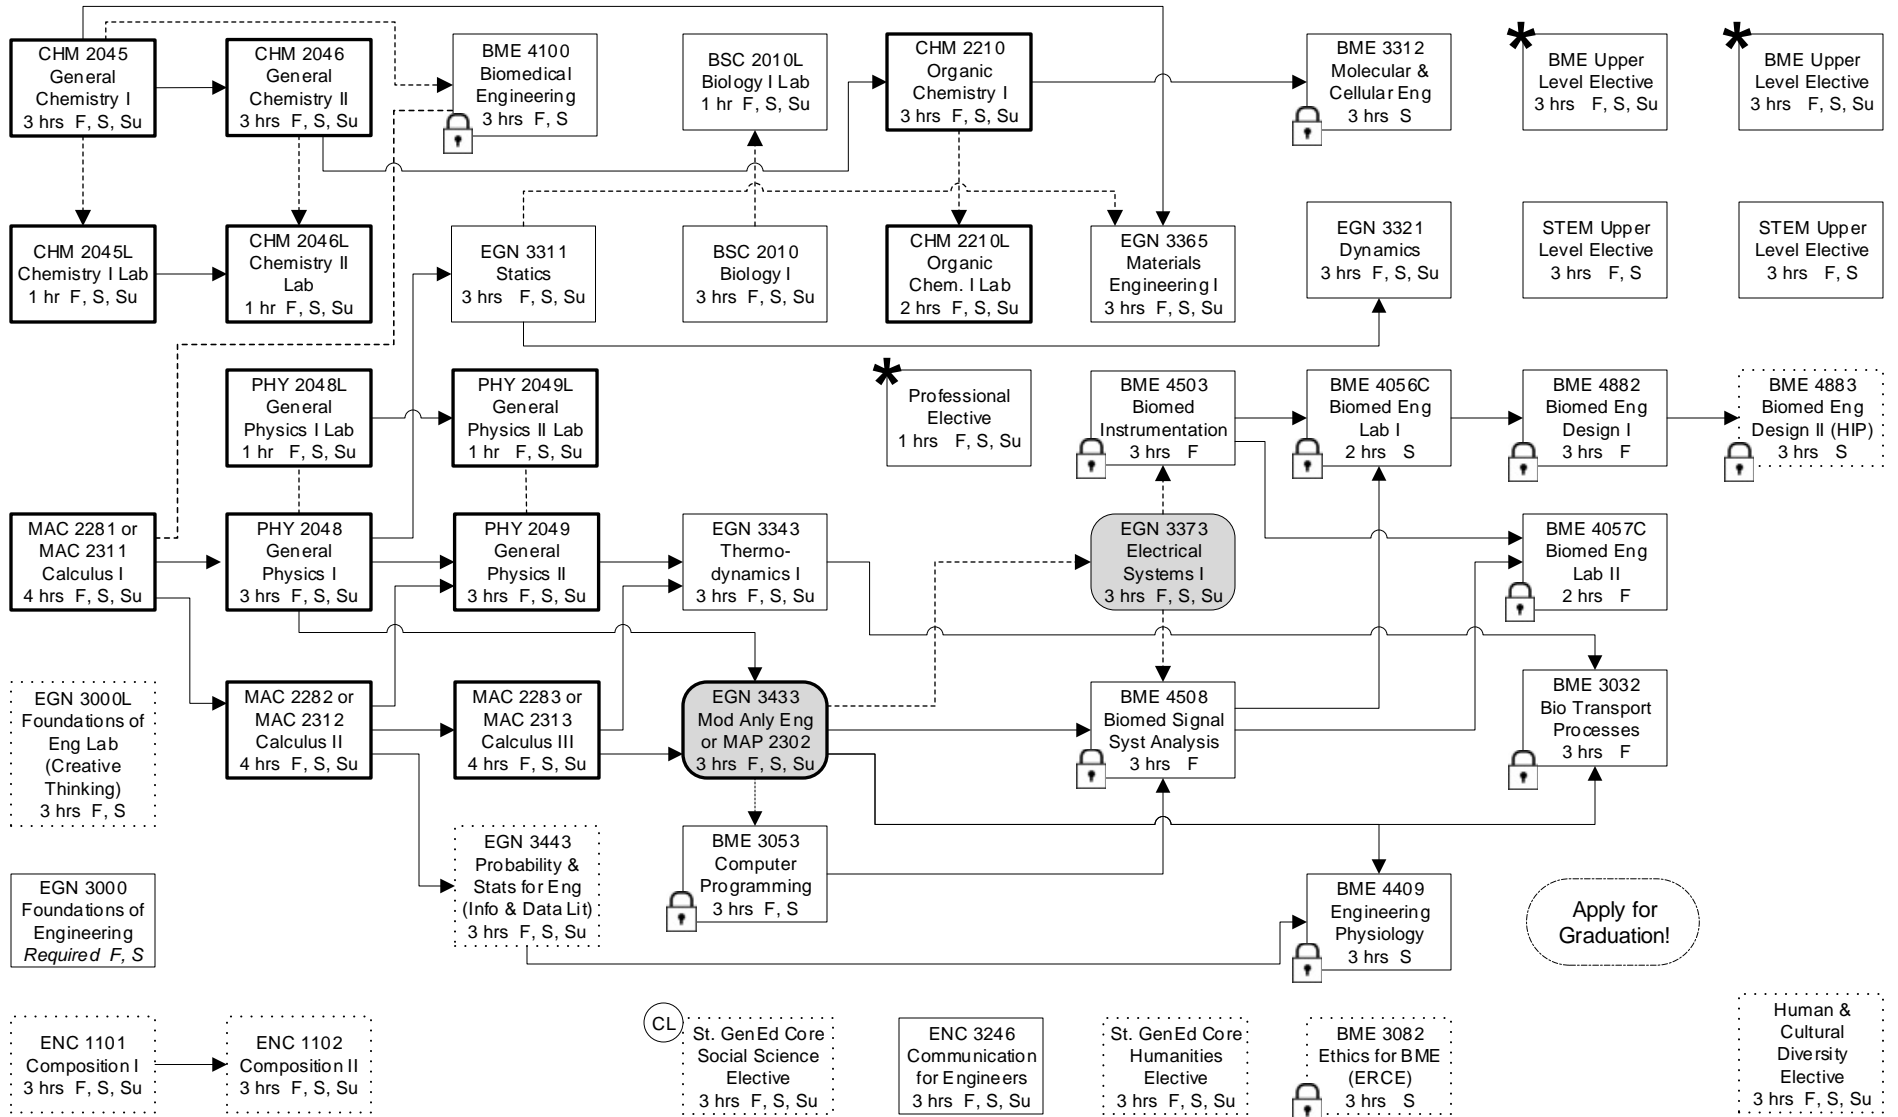 CHM 2045
General
Chemistry I
3 hrs F, S, Su
CHM 2046
General
Chemistry II
3 hrs F, S, Su
BME 4100
Biomedical
Engineering
3 hrs F, S
BSC 2010L
Biology I Lab
1 hr F, S, Su
CHM 2210
Organic
Chemistry I
3 hrs F, S, Su
BME 3312
Molecular &
Cellular Eng
3 hrs S
*
BME Upper
Level Elective
3 hrs F, S, Su
*
BME Upper
Level Elective
3 hrs F, S, Su
CHM 2045L
Chemistry I Lab
1 hr F, S, Su
CHM 2046L
Chemistry II
Lab
1 hr F, S, Su
EGN 3311
Statics
3 hrs F, S, Su
BSC 2010
Biology I
3 hrs F, S, Su
CHM 2210L
Organic
Chem. I Lab
2 hrs F, S, Su
EGN 3365
Materials
Engineering I
3 hrs F, S, Su
EGN 3321
Dynamics
3 hrs F, S, Su
STEM Upper
Level Elective
3 hrs F, S
STEM Upper
Level Elective
3 hrs F, S
PHY 2048L
General
Physics I Lab
1 hr F, S, Su
PHY 2049L
General
Physics II Lab
1 hr F, S, Su
*
Professional
Elective
1 hrs F, S, Su
BME 4503
Biomed
Instrumentation
3 hrs F
BME 4056C
Biomed Eng
Lab I
2 hrs S
BME 4882
Biomed Eng
Design I
3 hrs F
BME 4883
Biomed Eng
Design II (HIP)
3 hrs S
MAC 2281 or
MAC 2311
Calculus I
4 hrs F, S, Su
PHY 2048
General
Physics I
3 hrs F, S, Su
PHY 2049
General
Physics II
3 hrs F, S, Su
EGN 3343
Thermo-
dynamics I
3 hrs F, S, Su
EGN 3373
Electrical
Systems I
3 hrs F, S, Su
BME 4057C
Biomed Eng
Lab II
2 hrs F
EGN 3000L
Foundations of
Eng Lab
(Creative
Thinking)
3 hrs F, S
MAC 2282 or
MAC 2312
Calculus II
4 hrs F, S, Su
MAC 2283 or
MAC 2313
Calculus III
4 hrs F, S, Su
EGN 3433
Mod Anly Eng
or MAP 2302
3 hrs F, S, Su
BME 4508
Biomed Signal
Syst Analysis
3 hrs F
BME 3032
Bio Transport
Processes
3 hrs F
EGN 3443
Probability &
Stats for Eng
(Info & Data Lit)
3 hrs F, S, Su
BME 3053
Computer
Programming
3 hrs F, S
EGN 3000
Foundations of
Engineering
Required F, S
BME 4409
Engineering
Physiology
3 hrs S
Apply for
Graduation!
ENC 1101
Composition I
3 hrs F, S, Su
ENC 1102
Composition II
3 hrs F, S, Su
CL
St. GenEd Core
Social Science
Elective
3 hrs F, S, Su
ENC 3246
Communication
for Engineers
3 hrs F, S, Su
St. GenEd Core
Humanities
Elective
3 hrs F, S, Su
BME 3082
Ethics for BME
(ERCE)
3 hrs S
Human &
Cultural
Diversity
Elective
3 hrs F, S, Su